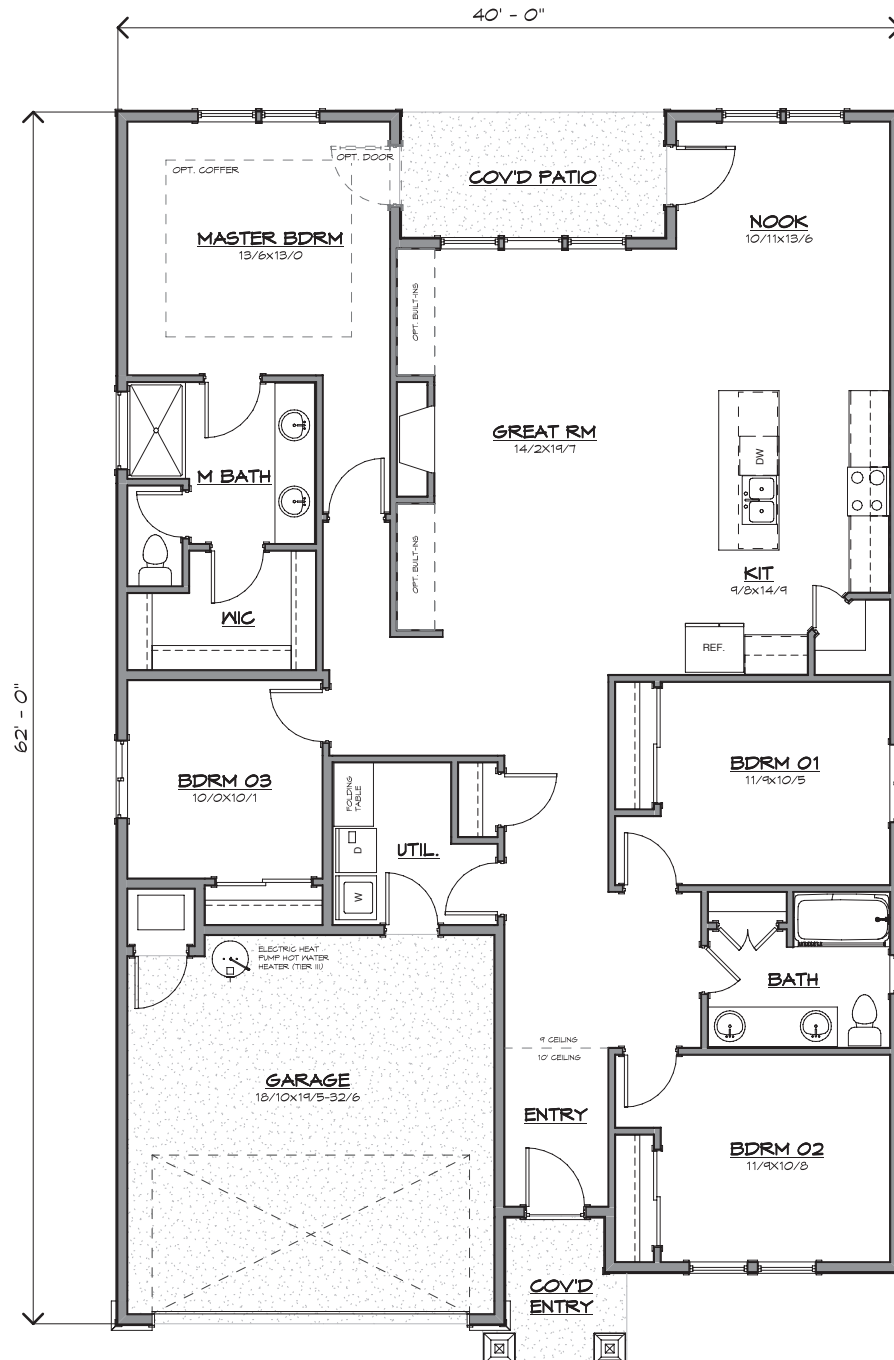 40' - 0"
OPT. DOOR
OPT. COFFER
COV'D PATIO
MASTER BDRM
13/6x13/0
NOOK
10/11x13/6
OPT. BUILT-INS
GREAT RM
14/2x19/7
DW
M BATH
OPT. BUILT-INS
KIT
9/8x14/9
WIC
REF.
62' - 0"
BDRM 03
10/0x10/1
FOLDING
TABLE
BDRM 01
11/9x10/5
D
UTIL.
W
ELECTRIC HEAT
PUMP HOT WATER
HEATER (TIER III)
BATH
9' CEILING
10' CEILING
GARAGE
18/10x19/5-32/6
ENTRY
BDRM 02
11/9x10/8
COV'D
ENTRY